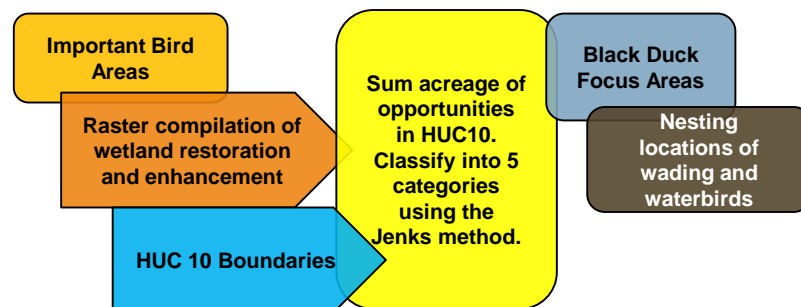 Important Bird
Areas
Raster compilation of
wetland restoration
and enhancement
HUC 10 Boundaries
Sum acreage of
opportunities
in HUC10.
Classify into 5
categories
using the
Jenks method.
Black Duck
Focus Areas
Nesting
locations of
wading and
waterbirds